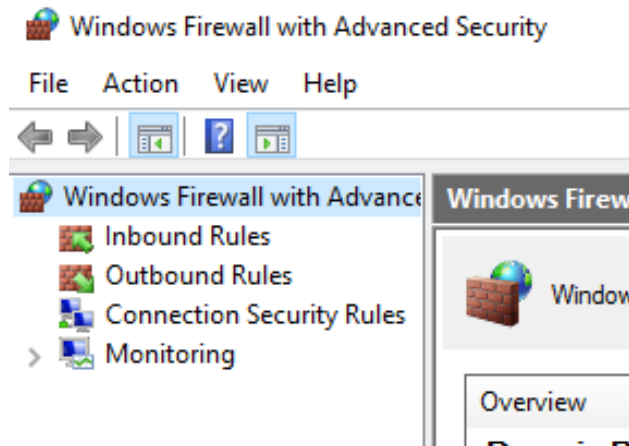 Windows Firewall with Advanced Security
File Action View Help
Windows Firewall with Advance
Windows Firew
Inbound Rules
Outbound Rules
Connection Security Rules
Monitoring
Window
Overview